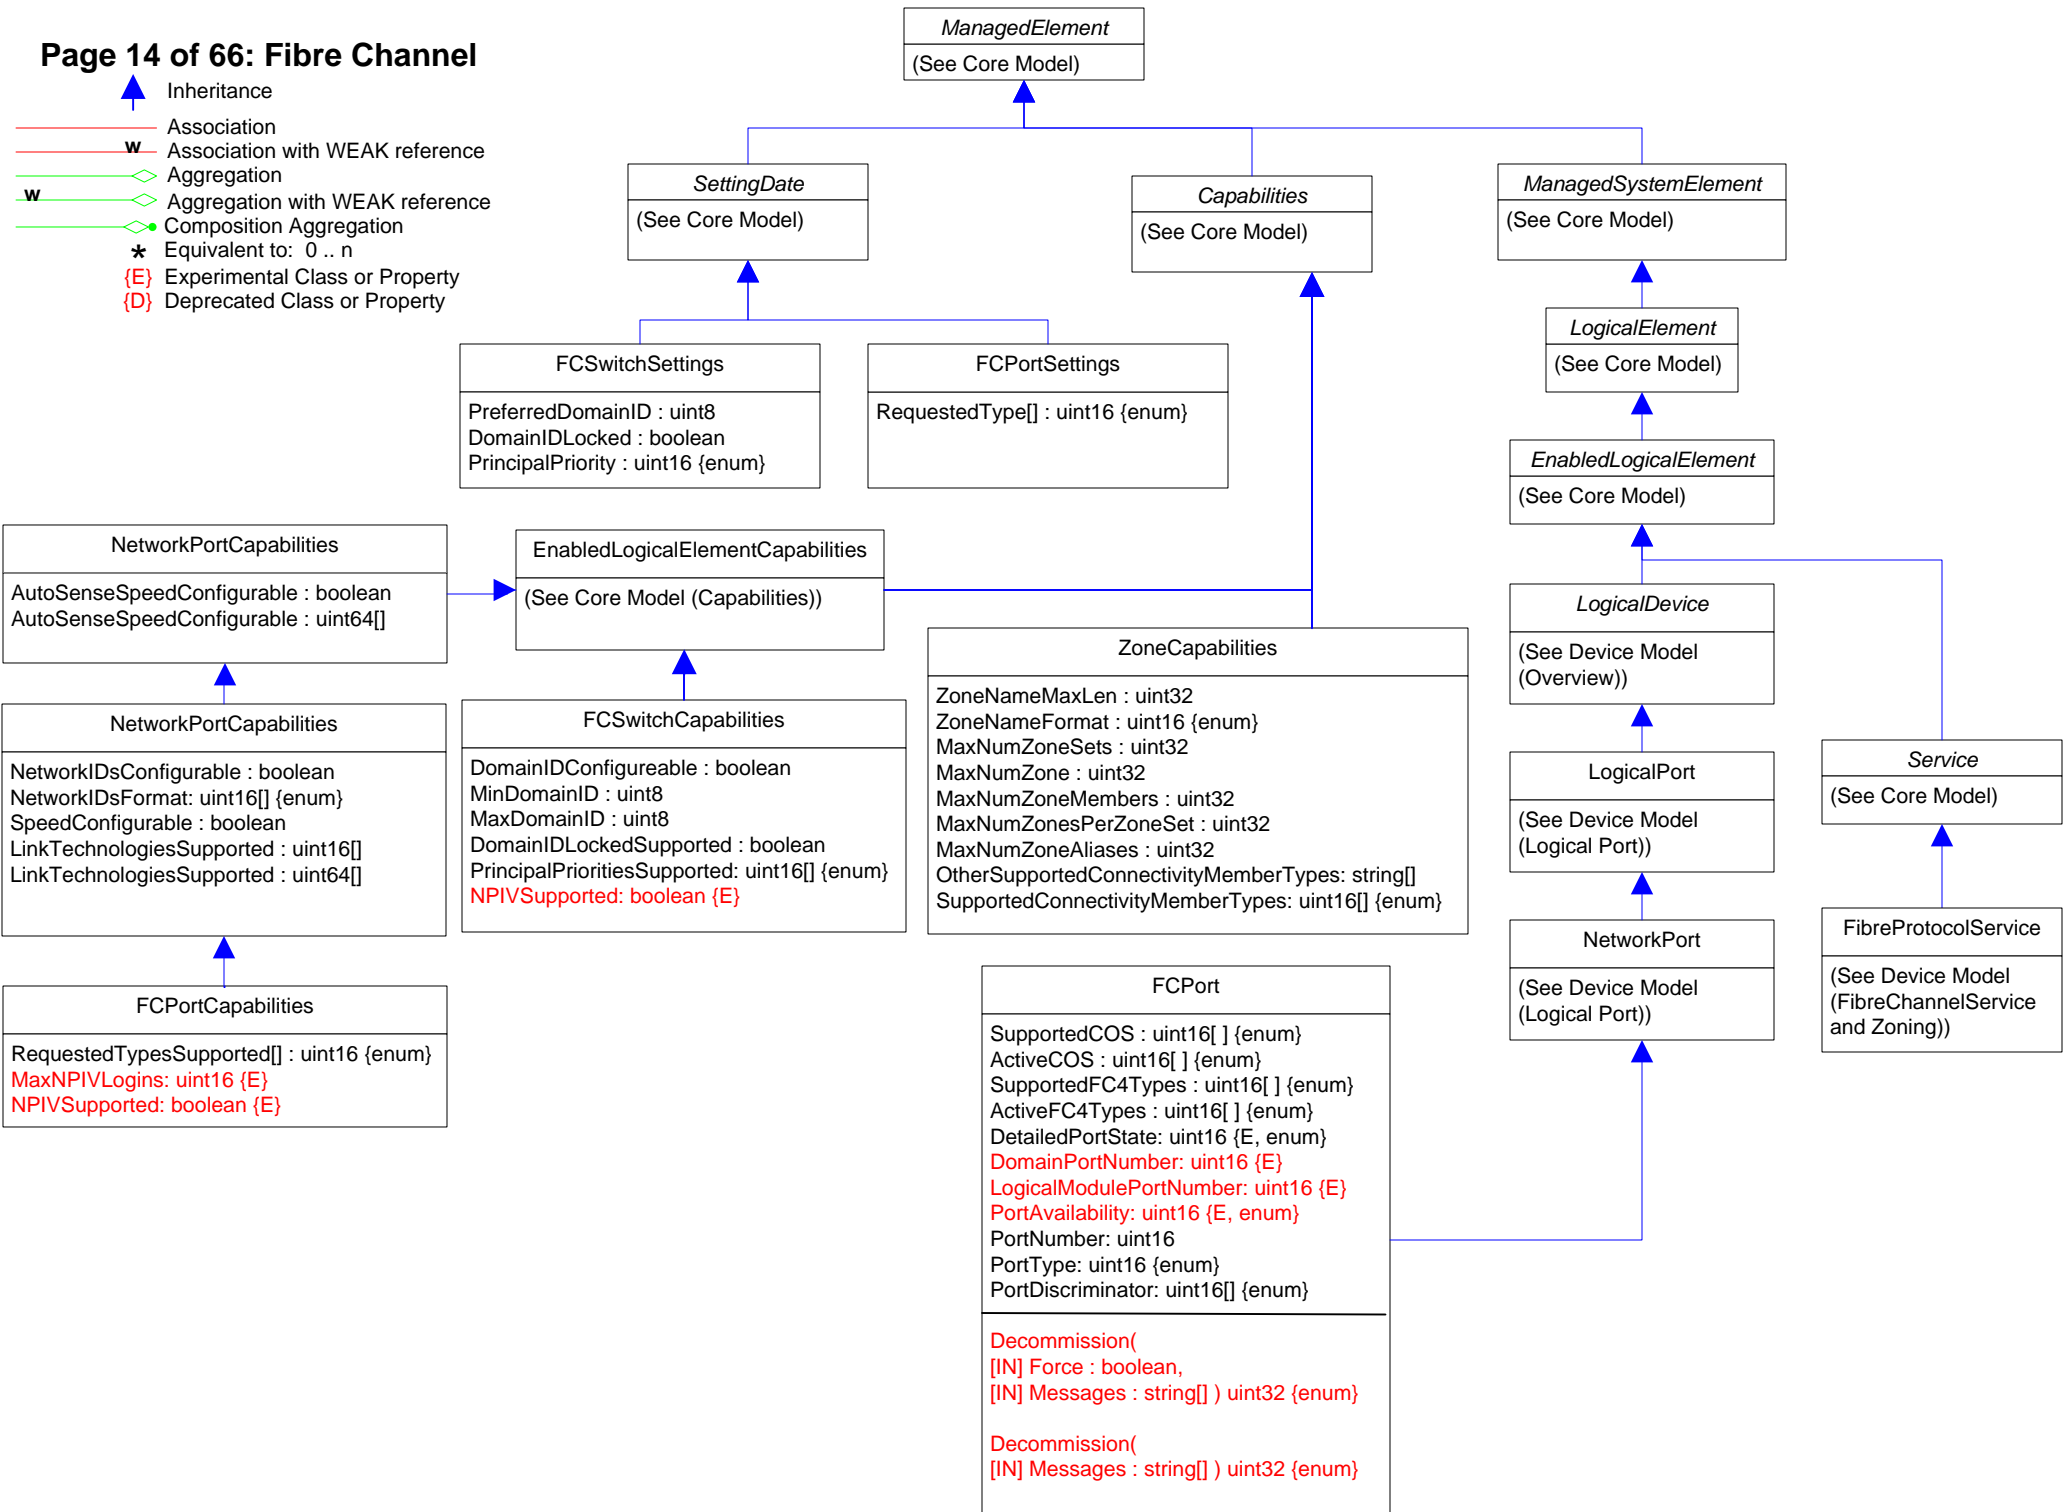 Page 14 of 66: Fibre Channel
Inheritance
Association
w
Association with WEAK reference
Aggregation
w
Aggregation with WEAK reference
Composition Aggregation
* Equivalent to: 0 .. n
{E} Experimental Class or Property
{D} Deprecated Class or Property
ManagedElement
(See Core Model)
SettingDate
(See Core Model)
Capabilities
(See Core Model)
ManagedSystemElement
(See Core Model)
LogicalElement
(See Core Model)
FCSwitchSettings
PreferredDomainID : uint8
DomainIDLocked : boolean
PrincipalPriority : uint16 {enum}
FCPortSettings
RequestedType[] : uint16 {enum}
EnabledLogicalElement
(See Core Model)
NetworkPortCapabilities
AutoSenseSpeedConfigurable : boolean
AutoSenseSpeedConfigurable : uint64[]
EnabledLogicalElementCapabilities
(See Core Model (Capabilities))
LogicalDevice
(See Device Model
(Overview))
ZoneCapabilities
ZoneNameMaxLen : uint32
ZoneNameFormat : uint16 {enum}
MaxNumZoneSets : uint32
MaxNumZone : uint32
MaxNumZoneMembers : uint32
MaxNumZonesPerZoneSet : uint32
MaxNumZoneAliases : uint32
OtherSupportedConnectivityMemberTypes: string[]
SupportedConnectivityMemberTypes: uint16[] {enum}
NetworkPortCapabilities
NetworkIDsConfigurable : boolean
NetworkIDsFormat: uint16[] {enum}
SpeedConfigurable : boolean
LinkTechnologiesSupported : uint16[]
LinkTechnologiesSupported : uint64[]
FCSwitchCapabilities
DomainIDConfigureable : boolean
MinDomainID : uint8
MaxDomainID : uint8
DomainIDLockedSupported : boolean
PrincipalPrioritiesSupported: uint16[] {enum}
NPIVSupported: boolean {E}
LogicalPort
(See Device Model
(Logical Port))
Service
(See Core Model)
NetworkPort
(See Device Model
(Logical Port))
FibreProtocolService
(See Device Model
(FibreChannelService
and Zoning))
FCPortCapabilities
RequestedTypesSupported[] : uint16 {enum}
MaxNPIVLogins: uint16 {E}
NPIVSupported: boolean {E}
FCPort
SupportedCOS : uint16[ ] {enum}
ActiveCOS : uint16[ ] {enum}
SupportedFC4Types : uint16[ ] {enum}
ActiveFC4Types : uint16[ ] {enum}
DetailedPortState: uint16 {E, enum}
DomainPortNumber: uint16 {E}
LogicalModulePortNumber: uint16 {E}
PortAvailability: uint16 {E, enum}
PortNumber: uint16
PortType: uint16 {enum}
PortDiscriminator: uint16[] {enum}
Decommission(
[IN] Force : boolean,
[IN] Messages : string[] ) uint32 {enum}
Decommission(
[IN] Messages : string[] ) uint32 {enum}